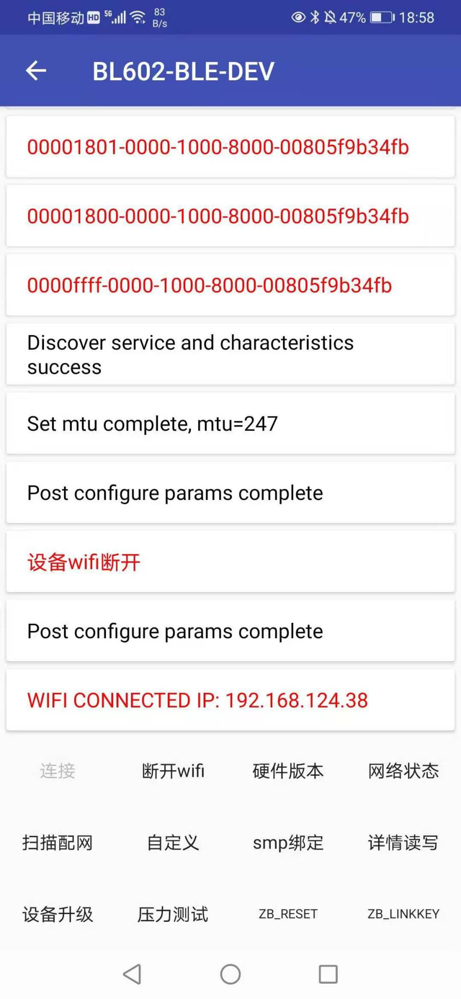 中国移动 HD 5G 83 B/s 47% 18:58
BL602-BLE-DEV
00001801-0000-1000-8000-00805f9b34fb
00001800-0000-1000-8000-00805f9b34fb
0000ffff-0000-1000-8000-00805f9b34fb
Discover service and characteristics
success
Set mtu complete, mtu=247
Post configure params complete
设备wifi断开
Post configure params complete
WIFI CONNECTED IP: 192.168.124.38
连接 断开wifi 硬件版本 网络状态
扫描配网 自定义 smp绑定 详情读写
设备升级 压力测试 ZB_RESET ZB_LINKKEY